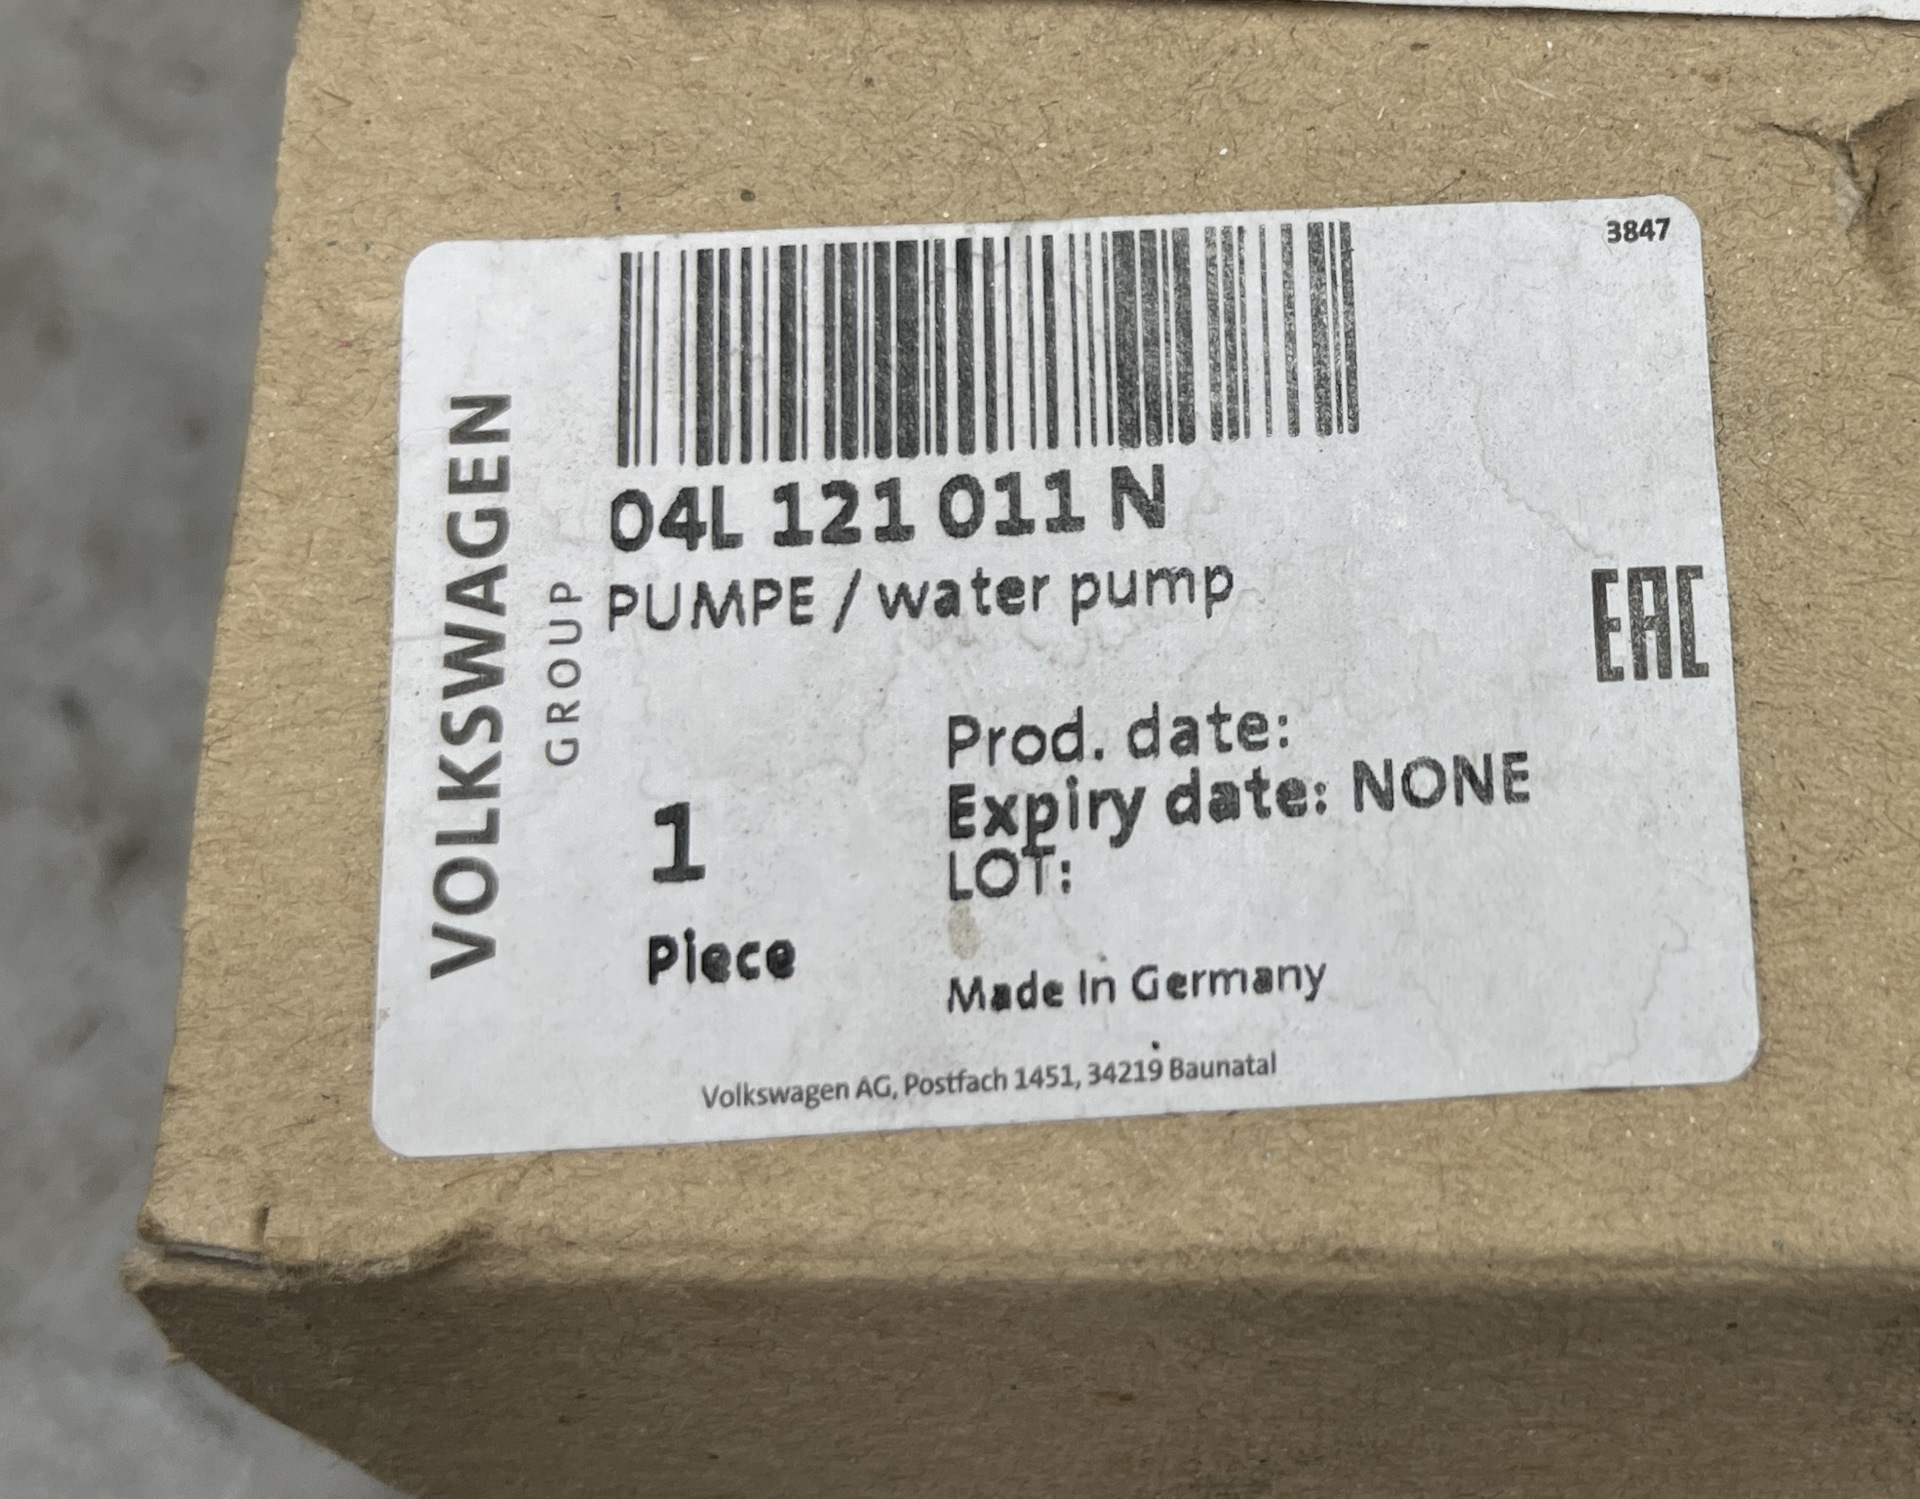 3847
VOLKSWAGEN
GROUP
04L 121 011 N
PUMPE / water pump
EAC
Prod. date:
Expiry date: NONE
LOT:
1
Piece
Made in Germany
Volkswagen AG, Postfach 1451, 34219 Baunatal